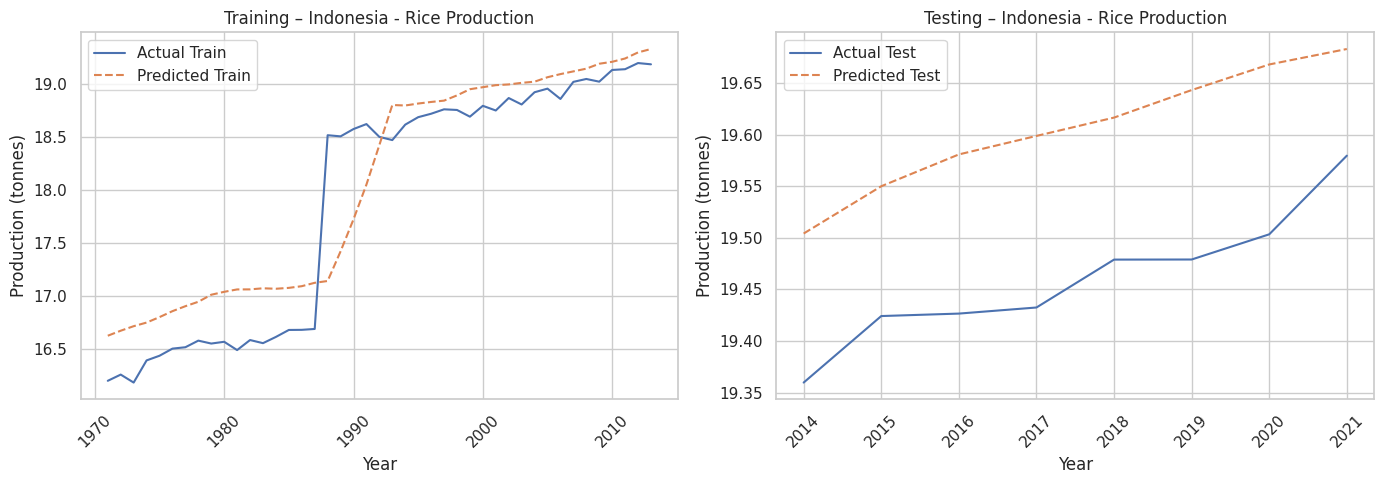 Training – Indonesia - Rice Production
Actual Train
Predicted Train
Production (tonnes)
19.0
18.5
18.0
17.5
17.0
16.5
1970
1980
1990
2000
2010
Year
Testing – Indonesia - Rice Production
Actual Test
Predicted Test
Production (tonnes)
19.65
19.60
19.55
19.50
19.45
19.40
19.35
2014
2015
2016
2017
2018
2019
2020
2021
Year